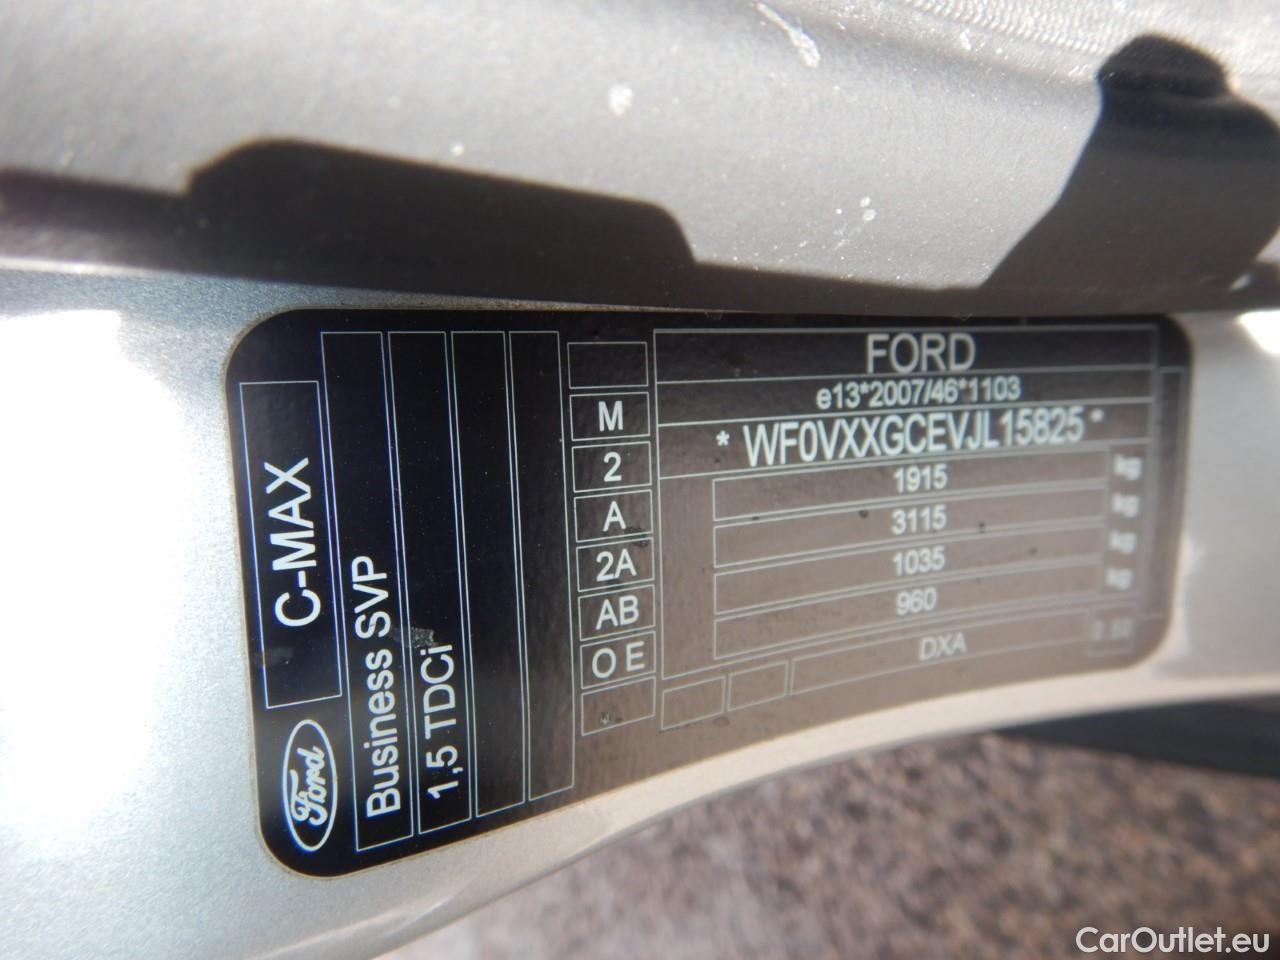 FORD
e13*2007/46*1103
* WF0VXXGCEVJL15825 *
1915 kg
3115 kg
1035 kg
960 kg
DXA
M
2
A
2A
AB
O E
Ford
C-MAX
Business SVP
1,5 TDCi
CarOutlet.eu